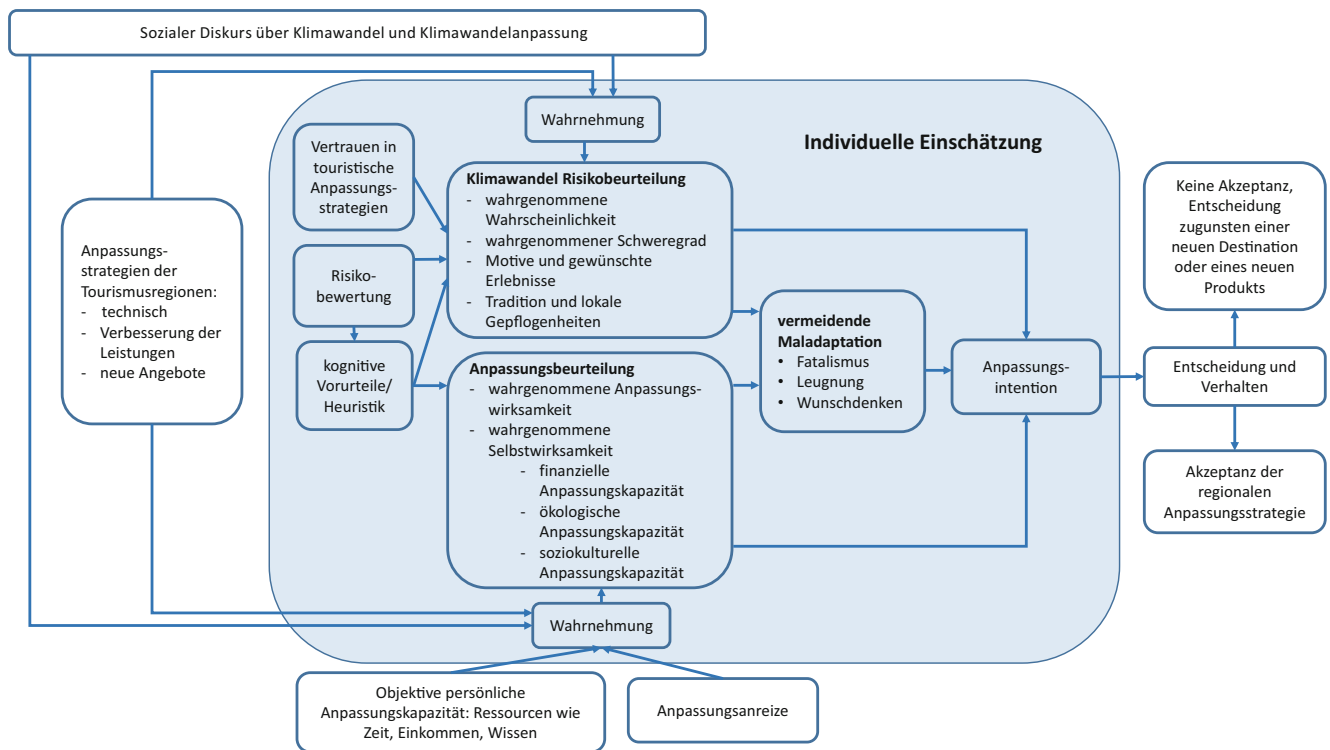 Sozialer Diskurs über Klimawandel und Klimawandelanpassung
Wahrnehmung
Individuelle Einschätzung
Vertrauen in
touristische
Anpassungs-
strategien
Klimawandel Risikobeurteilung
- wahrgenommene
Wahrscheinlichkeit
- wahrgenommener Schweregrad
- Motive und gewünschte
Erlebnisse
- Tradition und lokale
Gepflogenheiten
Keine Akzeptanz,
Entscheidung
zugunsten einer
neuen Destination
oder eines neuen
Produkts
Anpassungs-
strategien der
Tourismusregionen:
- technisch
- Verbesserung der
Leistungen
- neue Angebote
Risiko-
bewertung
kognitive
Vorurteile/
Heuristik
vermeidende
Maladaptation
• Fatalismus
• Leugnung
• Wunschdenken
Anpassungs-
intention
Entscheidung und
Verhalten
Anpassungsbeurteilung
- wahrgenommene Anpassungs-
wirksamkeit
- wahrgenommene
Selbstwirksamkeit
- finanzielle
Anpassungskapazität
- ökologische
Anpassungskapazität
- soziokulturelle
Anpassungskapazität
Akzeptanz der
regionalen
Anpassungsstrategie
Wahrnehmung
Objektive persönliche
Anpassungskapazität: Ressourcen wie
Zeit, Einkommen, Wissen
Anpassungsanreize